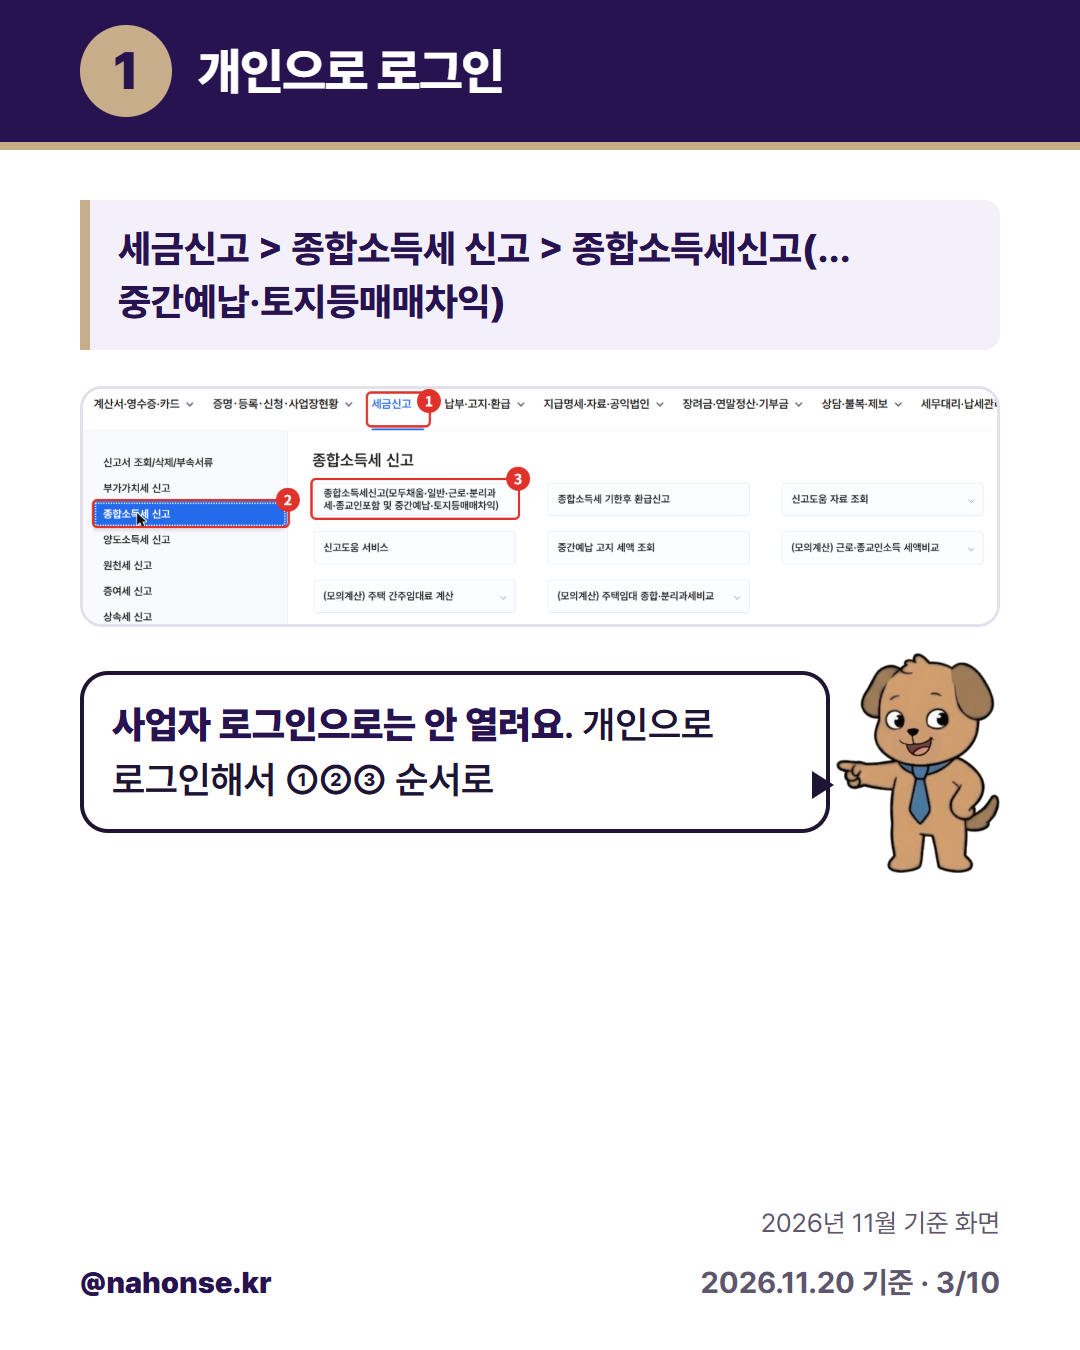 1 개인으로 로그인
세금신고 > 종합소득세 신고 > 종합소득세신고(...
중간예납·토지등매매차익)
계산서·영수증·카드 증명·등록·신청·사업장현황 세금신고 1 납부·고지·환급 지급명세·자료·공익법인 장려금·연말정산·기부금 상담·불복·제보 세무대리·납세관
신고서 조회/삭제/부속서류
부가가치세 신고
종합소득세 신고 2
양도소득세 신고
원천세 신고
증여세 신고
상속세 신고
종합소득세 신고
3
종합소득세신고(모두채움·일반·근로·분리과
세·종교인포함 및 중간예납·토지등매매차익)
종합소득세 기한후 환급신고
신고도움 자료 조회
신고도움 서비스
중간예납 고지 세액 조회
(모의계산) 근로·종교인소득 세액비교
(모의계산) 주택 간주임대료 계산
(모의계산) 주택임대 종합·분리과세비교
사업자 로그인으로는 안 열려요. 개인으로
로그인해서 ①②③ 순서로
2026년 11월 기준 화면
@nahonse.kr
2026.11.20 기준 · 3/10